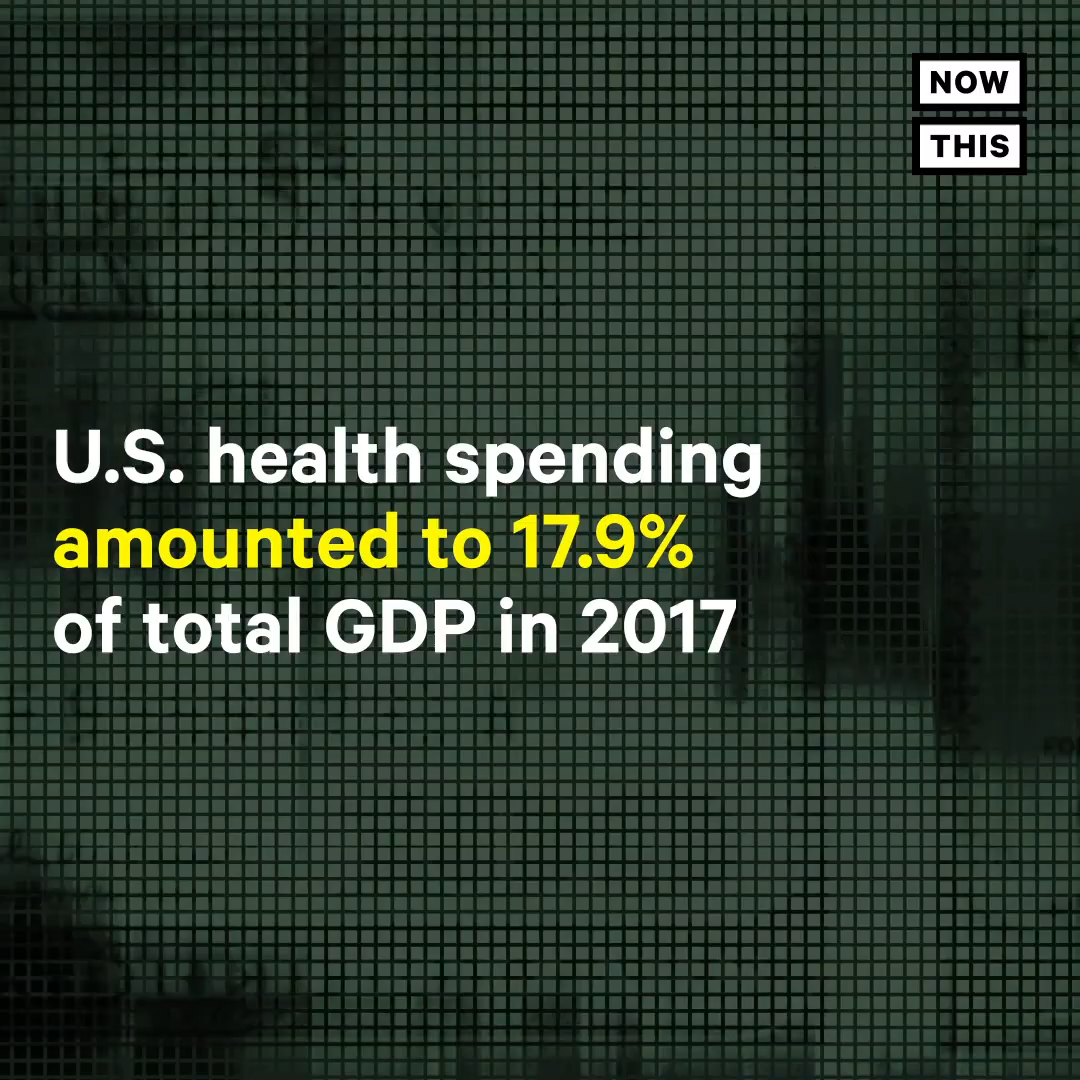 NOW
THIS
U.S. health spending
amounted to 17.9%
of total GDP in 2017